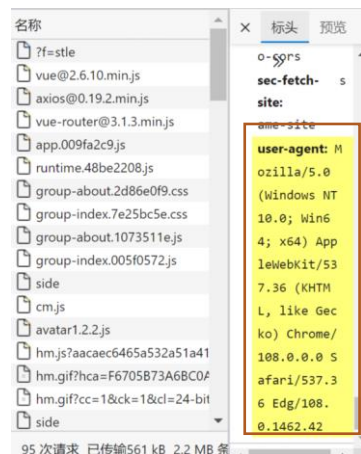 名称
?f=stle
vue@2.6.10.min.js
axios@0.19.2.min.js
vue-router@3.1.3.min.js
app.009fa2c9.js
runtime.48be2208.js
group-about.2d86e0f9.css
group-index.7e25bc5e.css
group-about.1073511e.js
group-index.005f0572.js
side
cm.js
avatar1.2.2.js
hm.js?aacaec6465a532a51a41
hm.gif?hca=F6705B73A6BC0A
hm.gif?cc=1&ck=1&cl=24-bit
side
95 次请求 已传输561 kB 2.2 MB 条
× 标头 预览
sec-fetch- s
site:
ame-site
user-agent: M
ozilla/5.0
(Windows NT
10.0; Win6
4; x64) App
leWebKit/53
7.36 (KHTM
L, like Gec
ko) Chrome/
108.0.0.0 S
afari/537.3
6 Edg/108.
0.1462.42